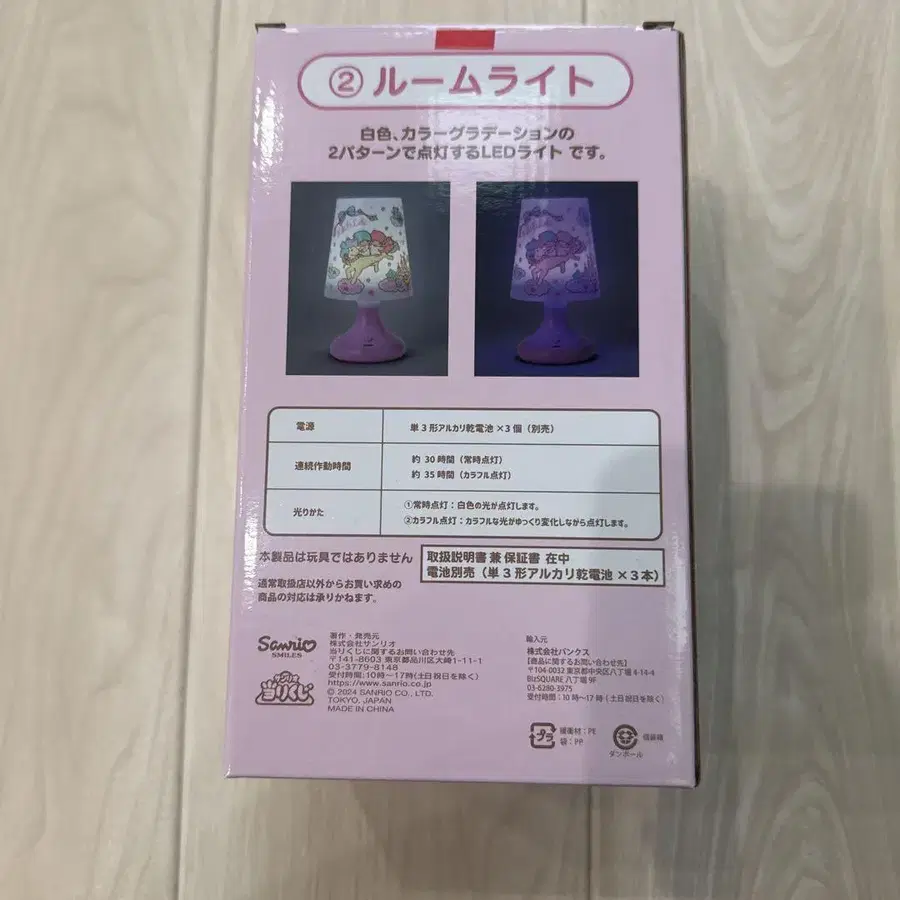 ②ルームライト
白色、カラーグラデーションの
2パターンで点灯するLEDライト です。
電源
単3形アルカリ乾電池×3個(別売)
連続作動時間
約 30時間(常時点灯)
約 35時間(カラフル点灯)
光りかた
①常時点灯:白色の光が点灯します。
②カラフル点灯:カラフルな光がゆっくり変化しながら点灯します。
本製品は玩具ではありません
取扱説明書 兼 保証書 在中
電池別売(単3形アルカリ乾電池×3本)
通常取扱店以外からお買い求めの
商品の対応は承りかねます。
Sanrio
SMILES
サンリオ
当りくじ
著作・発売元
株式会社サンリオ
当りくじに関するお問い合わせ先
〒141-8603 東京都品川区大崎1-11-1
03-3779-8148
受付時間:10時〜17時(土日祝日を除く)
https://www.sanrio.co.jp
© 2024 SANRIO CO., LTD.
TOKYO, JAPAN
MADE IN CHINA
輸入元
株式会社バンクス
【商品に関するお問い合わせ先】
〒104-0032 東京都中央区八丁堀 4-14-4
BizSQUARE 八丁堀 9F
03-6280-3975
受付時間:10時〜17時(土日祝日を除く)
プラ
緩衝材:PE
袋:PP
ダンボール
個装箱